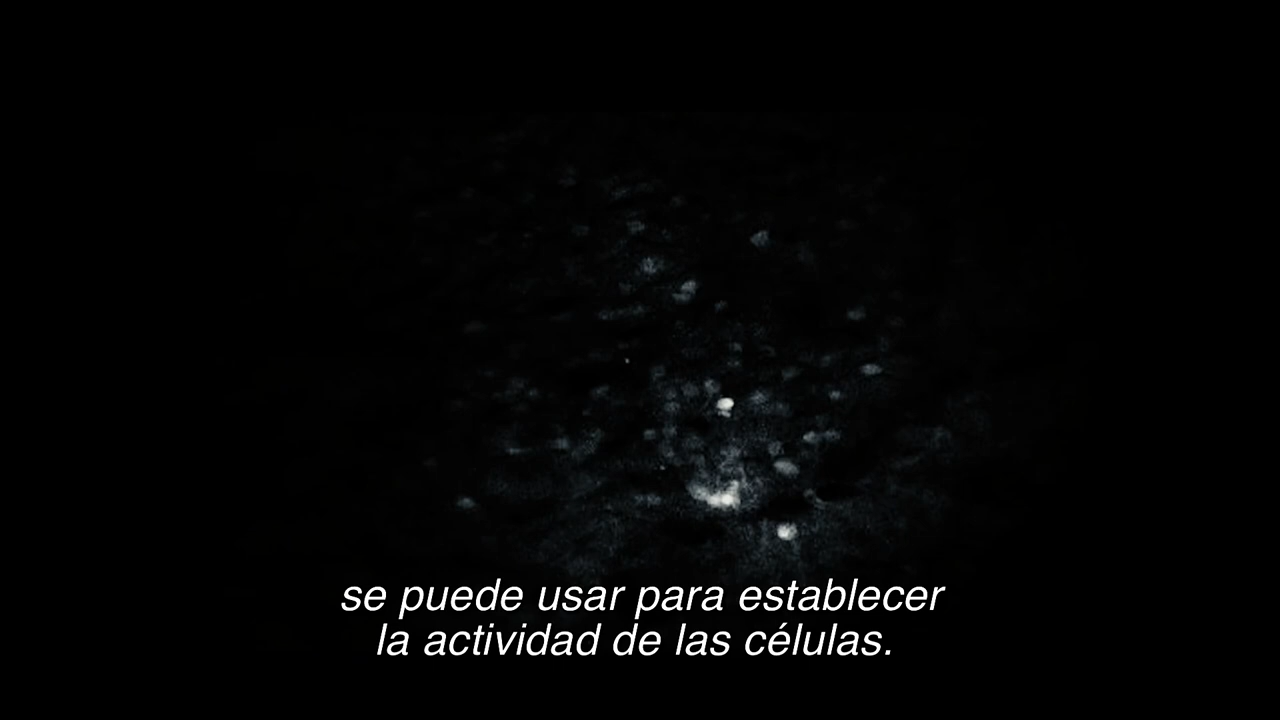 se puede usar para establecer
la actividad de las células.